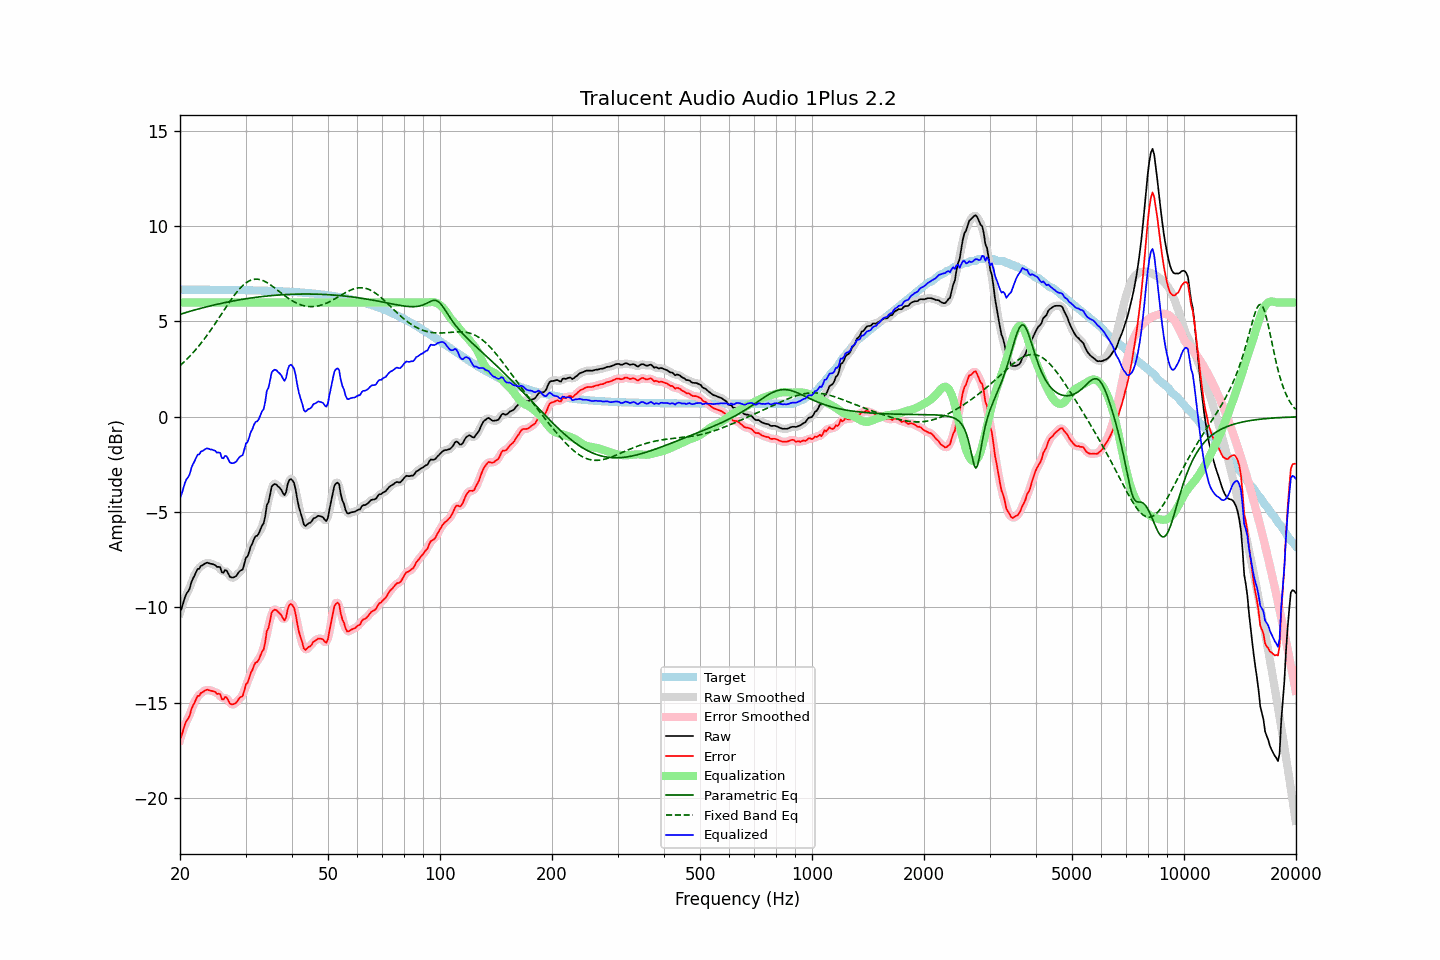 Tralucent Audio Audio 1Plus 2.2
Amplitude (dBr)
15
10
5
0
−5
−10
−15
−20
Target
Raw Smoothed
Error Smoothed
Raw
Error
Equalization
Parametric Eq
Fixed Band Eq
Equalized
20 50 100 200 500 1000 2000 5000 10000 20000
Frequency (Hz)